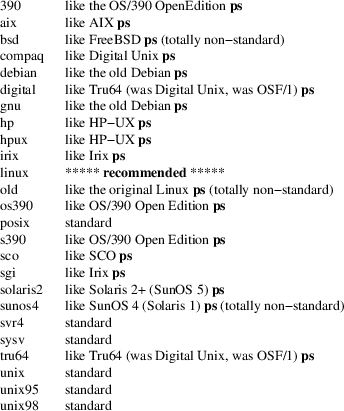 390 like the OS/390 OpenEdition ps
aix like AIX ps
bsd like FreeBSD ps (totally non−standard)
compaq like Digital Unix ps
debian like the old Debian ps
digital like Tru64 (was Digital Unix, was OSF/1) ps
gnu like the old Debian ps
hp like HP−UX ps
hpux like HP−UX ps
irix like Irix ps
linux ***** recommended *****
old like the original Linux ps (totally non−standard)
os390 like OS/390 Open Edition ps
posix standard
s390 like OS/390 Open Edition ps
sco like SCO ps
sgi like Irix ps
solaris2 like Solaris 2+ (SunOS 5) ps
sunos4 like SunOS 4 (Solaris 1) ps (totally non−standard)
svr4 standard
sysv standard
tru64 like Tru64 (was Digital Unix, was OSF/1) ps
unix standard
unix95 standard
unix98 standard